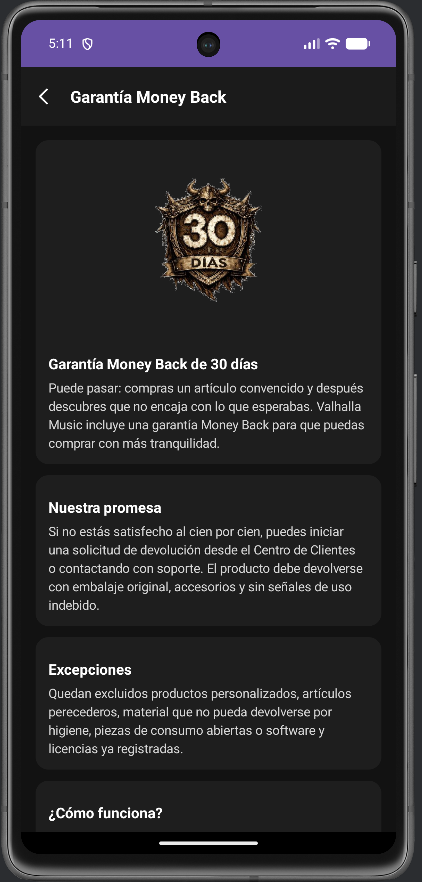 5:11
Garantía Money Back
30
DÍAS
Garantía Money Back de 30 días
Puede pasar: compras un artículo convencido y después
descubres que no encaja con lo que esperabas. Valhalla
Music incluye una garantía Money Back para que puedas
comprar con más tranquilidad.
Nuestra promesa
Si no estás satisfecho al cien por cien, puedes iniciar
una solicitud de devolución desde el Centro de Clientes
o contactando con soporte. El producto debe devolverse
con embalaje original, accesorios y sin señales de uso
indebido.
Excepciones
Quedan excluidos productos personalizados, artículos
perecederos, material que no pueda devolverse por
higiene, piezas de consumo abiertas o software y
licencias ya registradas.
¿Cómo funciona?